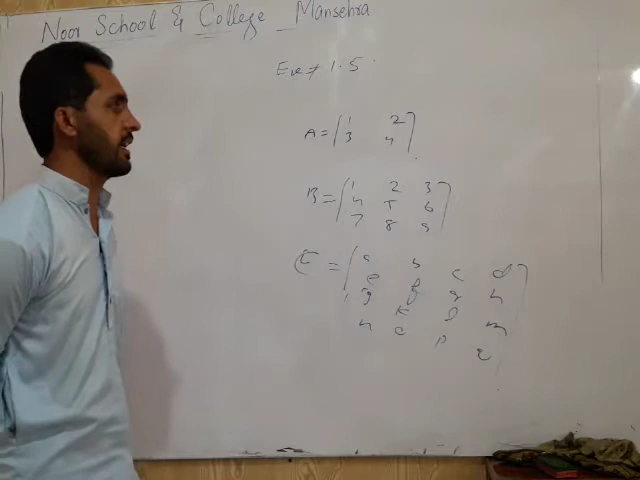 Noor School & College _ Mansehra
Exe# 1.5
A = [ 1 2
3 4 ]
B = [ 1 2 3
4 5 6
7 8 9 ]
C = [ a b c d
e f g h
k l m
n o p q